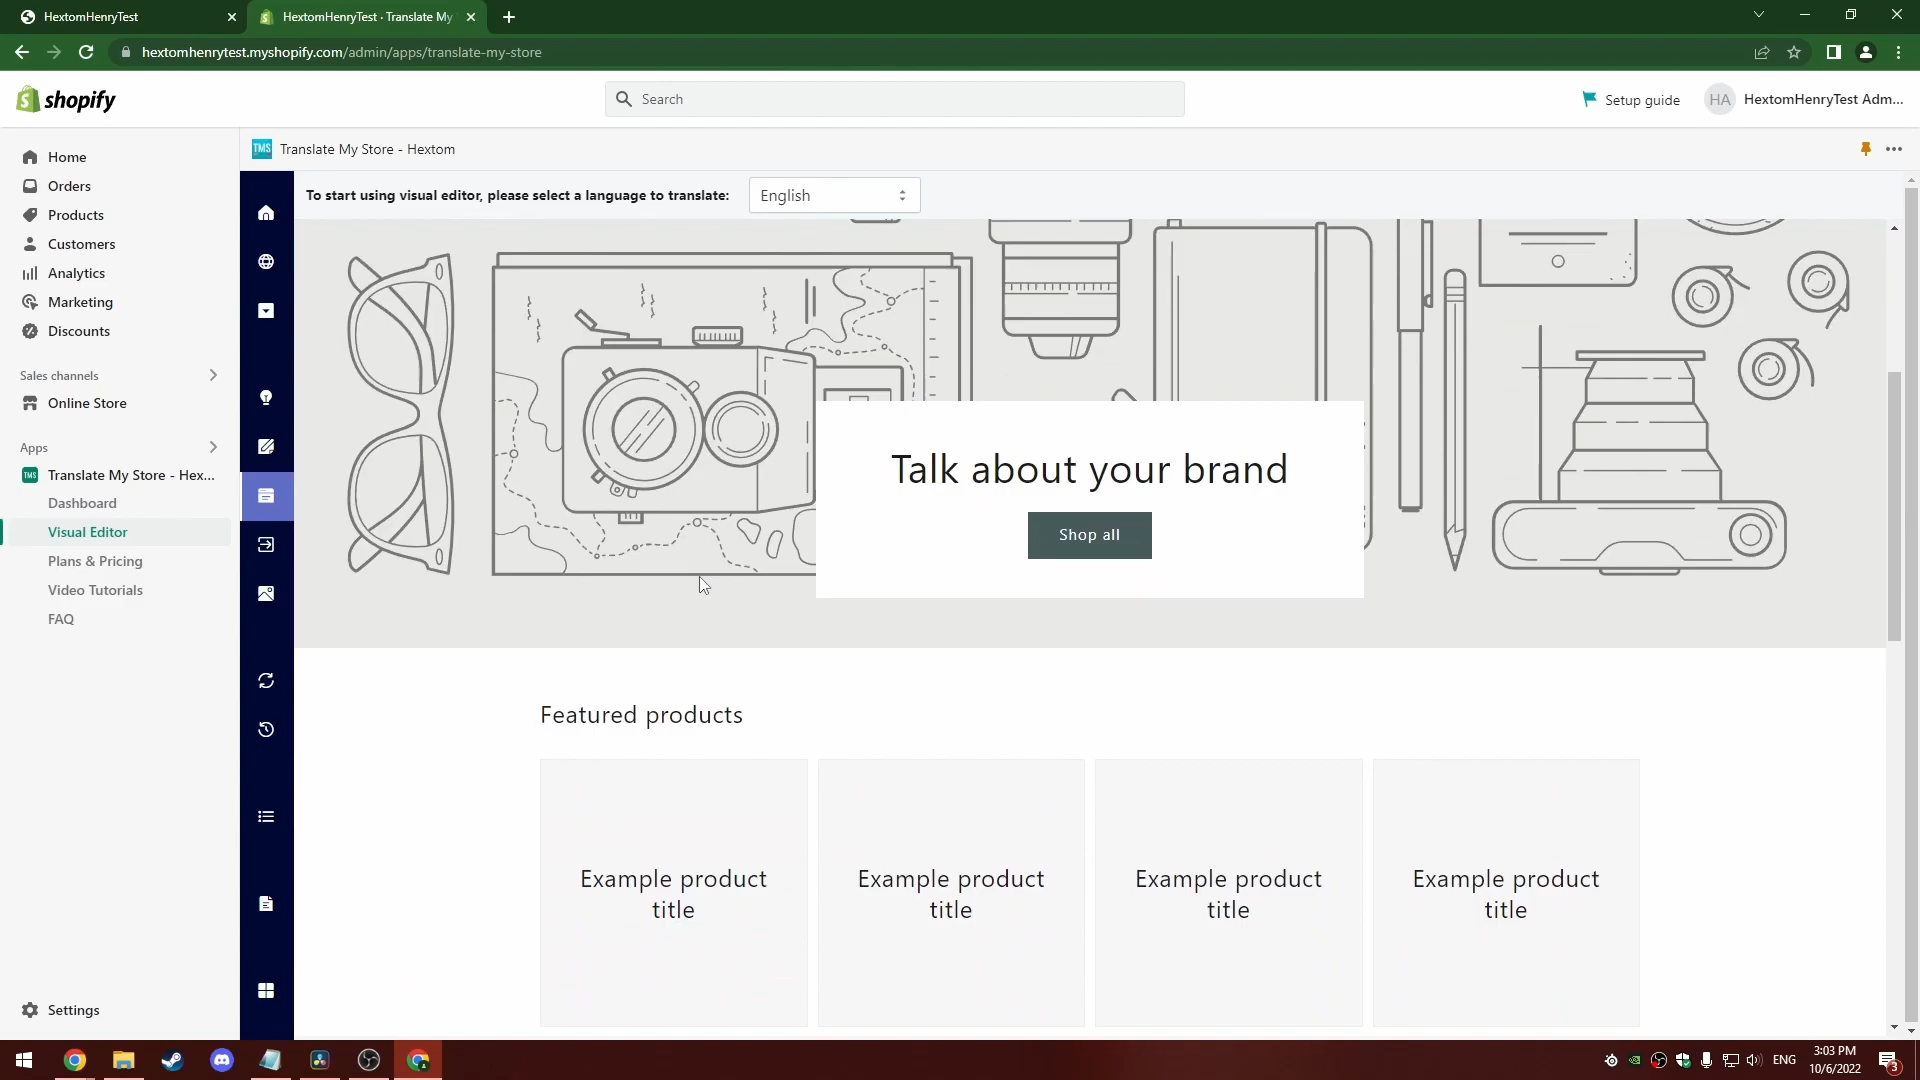 HextomHenryTest
HextomHenryTest · Translate My
hextomhenrytest.myshopify.com/admin/apps/translate-my-store
shopify
Search
Setup guide
HA
HextomHenryTest Adm...
Home
Orders
Products
Customers
Analytics
Marketing
Discounts
Sales channels
Online Store
Apps
TMS
Translate My Store - Hex...
Dashboard
Visual Editor
Plans & Pricing
Video Tutorials
FAQ
Settings
TMS
Translate My Store - Hextom
To start using visual editor, please select a language to translate:
English
Talk about your brand
Shop all
Featured products
Example product
title
Example product
title
Example product
title
Example product
title
ENG
3:03 PM
10/6/2022
3